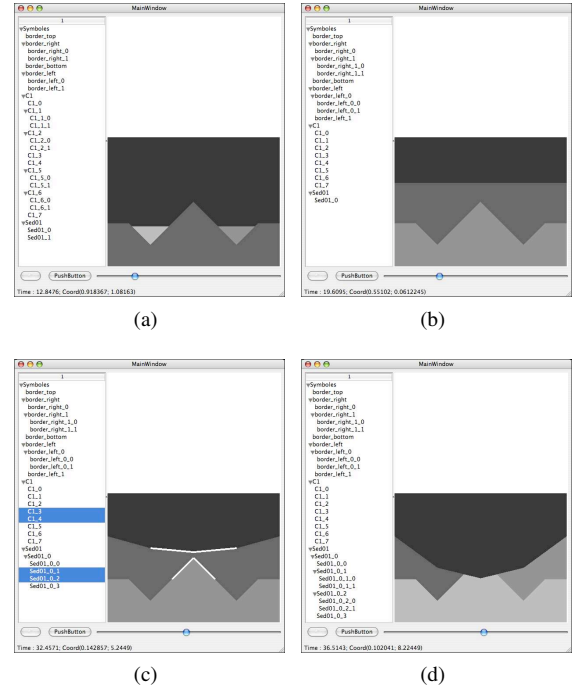 MainWindow
1
▼Symboles
border_top
▼border_right
border_right_0
border_right_1
border_bottom
▼border_left
border_left_0
border_left_1
▼C1
C1_0
▼C1_1
C1_1_0
C1_1_1
▼C1_2
C1_2_0
C1_2_1
C1_3
C1_4
▼C1_5
C1_5_0
C1_5_1
▼C1_6
C1_6_0
C1_6_1
C1_7
▼Sed01
Sed01_0
Sed01_1
PushButton
Time : 12.8476; Coord(0.918367; 1.08163)
(a)
MainWindow
1
▼Symboles
border_top
▼border_right
border_right_0
▼border_right_1
border_right_1_0
border_right_1_1
border_bottom
▼border_left
▼border_left_0
border_left_0_0
border_left_0_1
border_left_1
▼C1
C1_0
C1_1
C1_2
C1_3
C1_4
C1_5
C1_6
C1_7
▼Sed01
Sed01_0
PushButton
Time : 19.6095; Coord(0.55102; 0.0612245)
(b)
MainWindow
1
▼Symboles
border_top
▼border_right
border_right_0
▼border_right_1
border_right_1_0
border_right_1_1
border_bottom
▼border_left
▼border_left_0
border_left_0_0
border_left_0_1
border_left_1
▼C1
C1_0
C1_1
C1_2
C1_3
C1_4
C1_5
C1_6
C1_7
▼Sed01
▼Sed01_0
Sed01_0_0
Sed01_0_1
Sed01_0_2
Sed01_0_3
PushButton
Time : 32.4571; Coord(0.142857; 5.2449)
(c)
MainWindow
1
▼Symboles
border_top
▼border_right
border_right_0
▼border_right_1
border_right_1_0
border_right_1_1
border_bottom
▼border_left
▼border_left_0
border_left_0_0
border_left_0_1
border_left_1
▼C1
C1_0
C1_1
C1_2
C1_3
C1_4
C1_5
C1_6
C1_7
▼Sed01
▼Sed01_0
Sed01_0_0
▼Sed01_0_1
Sed01_0_1_0
Sed01_0_1_1
▼Sed01_0_2
Sed01_0_2_0
Sed01_0_2_1
Sed01_0_3
PushButton
Time : 36.5143; Coord(0.102041; 8.22449)
(d)